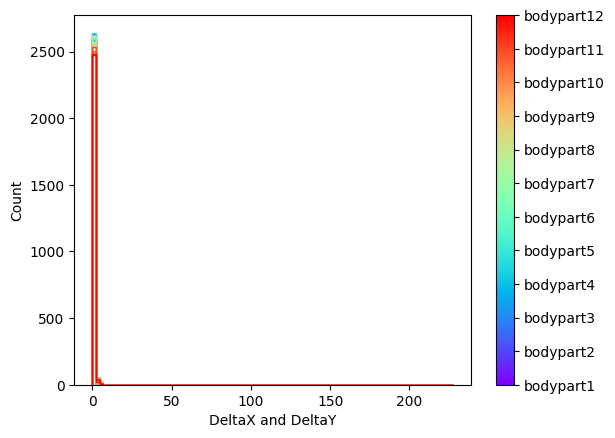 2500
2000
1500
1000
500
0
Count
0
50
100
150
200
DeltaX and DeltaY
bodypart12
bodypart11
bodypart10
bodypart9
bodypart8
bodypart7
bodypart6
bodypart5
bodypart4
bodypart3
bodypart2
bodypart1